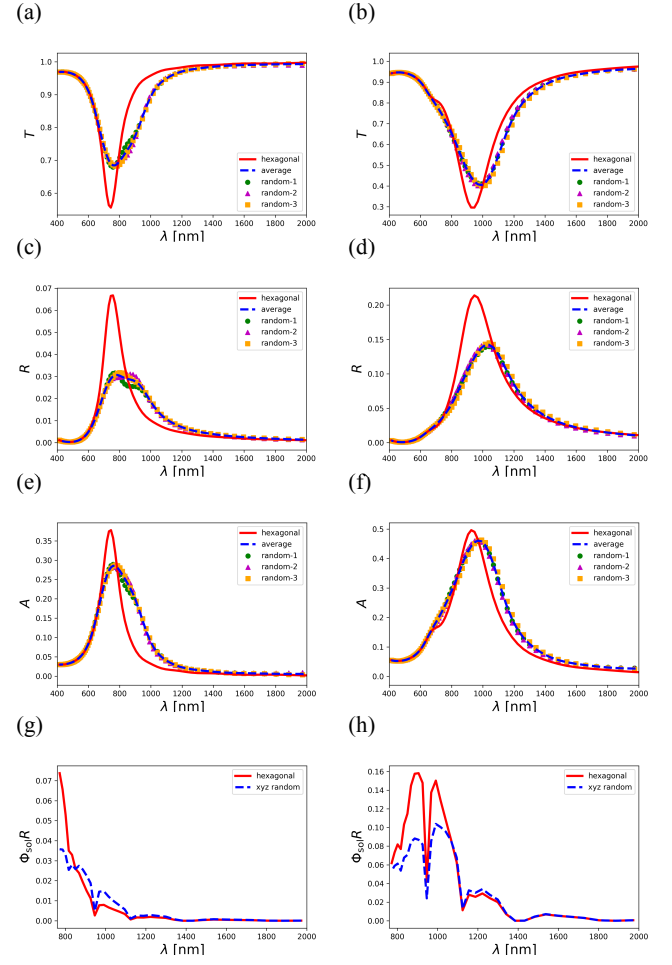 (a)
(b)
1.0
0.9
0.8
0.7
0.6
T
400 600 800 1000 1200 1400 1600 1800 2000
λ [nm]
hexagonal
average
random-1
random-2
random-3
1.0
0.9
0.8
0.7
0.6
0.5
0.4
0.3
T
400 600 800 1000 1200 1400 1600 1800 2000
λ [nm]
hexagonal
average
random-1
random-2
random-3
(c)
(d)
0.07
0.06
0.05
0.04
0.03
0.02
0.01
0.00
R
400 600 800 1000 1200 1400 1600 1800 2000
λ [nm]
hexagonal
average
random-1
random-2
random-3
0.20
0.15
0.10
0.05
0.00
R
400 600 800 1000 1200 1400 1600 1800 2000
λ [nm]
hexagonal
average
random-1
random-2
random-3
(e)
(f)
0.35
0.30
0.25
0.20
0.15
0.10
0.05
0.00
A
400 600 800 1000 1200 1400 1600 1800 2000
λ [nm]
hexagonal
average
random-1
random-2
random-3
0.5
0.4
0.3
0.2
0.1
0.0
A
400 600 800 1000 1200 1400 1600 1800 2000
λ [nm]
hexagonal
average
random-1
random-2
random-3
(g)
(h)
0.07
0.06
0.05
0.04
0.03
0.02
0.01
0.00
ΦsolR
800 1000 1200 1400 1600 1800 2000
λ [nm]
hexagonal
xyz random
0.16
0.14
0.12
0.10
0.08
0.06
0.04
0.02
0.00
ΦsolR
800 1000 1200 1400 1600 1800 2000
λ [nm]
hexagonal
xyz random